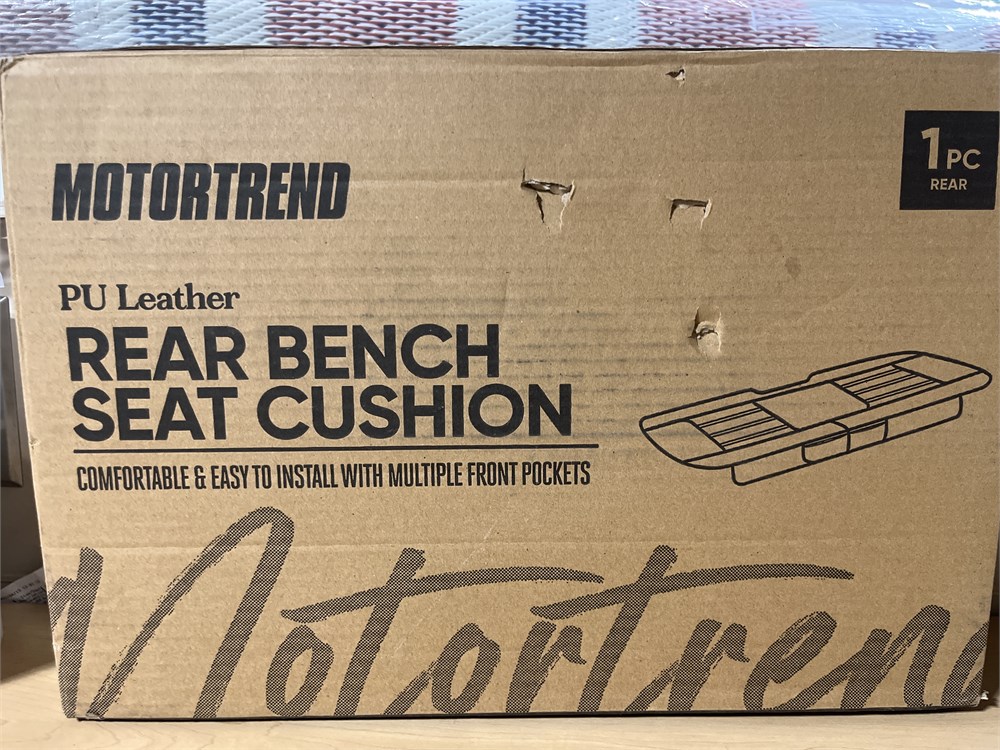 MOTORTREND
1 PC
REAR
PU Leather
REAR BENCH
SEAT CUSHION
COMFORTABLE & EASY TO INSTALL WITH MULTIPLE FRONT POCKETS
Motortrend